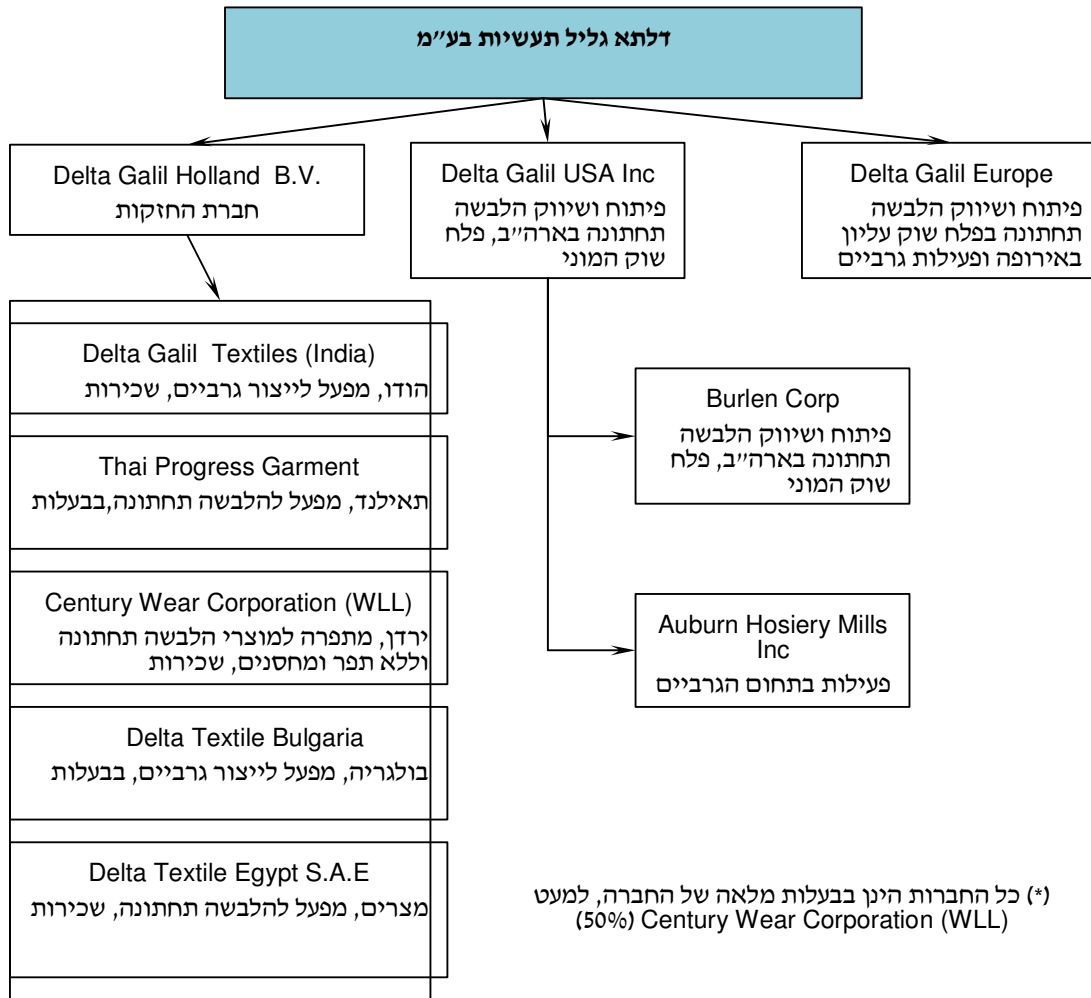 דלתא גליל תעשיות בע״מ
Delta Galil Holland B.V.
חברת החזקות
Delta Galil USA Inc
פיתוח ושיווק הלבשה
תחתונה בארה״ב, פלח
שוק המוני
Delta Galil Europe
פיתוח ושיווק הלבשה
תחתונה בפלח שוק עליון
באירופה ופעילות גרביים
Delta Galil Textiles (India)
הודו, מפעל לייצור גרביים, שכירות
Thai Progress Garment
תאילנד, מפעל להלבשה תחתונה,בבעלות
Century Wear Corporation (WLL)
ירדן, מתפרה למוצרי הלבשה תחתונה
וללא תפר ומחסנים, שכירות
Delta Textile Bulgaria
בולגריה, מפעל לייצור גרביים, בבעלות
Delta Textile Egypt S.A.E
מצרים, מפעל להלבשה תחתונה, שכירות
Burlen Corp
פיתוח ושיווק הלבשה
תחתונה בארה״ב, פלח
שוק המוני
Auburn Hosiery Mills
Inc
פעילות בתחום הגרביים
(*) כל החברות הינן בבעלות מלאה של החברה, למעט
Century Wear Corporation (WLL) (50%)